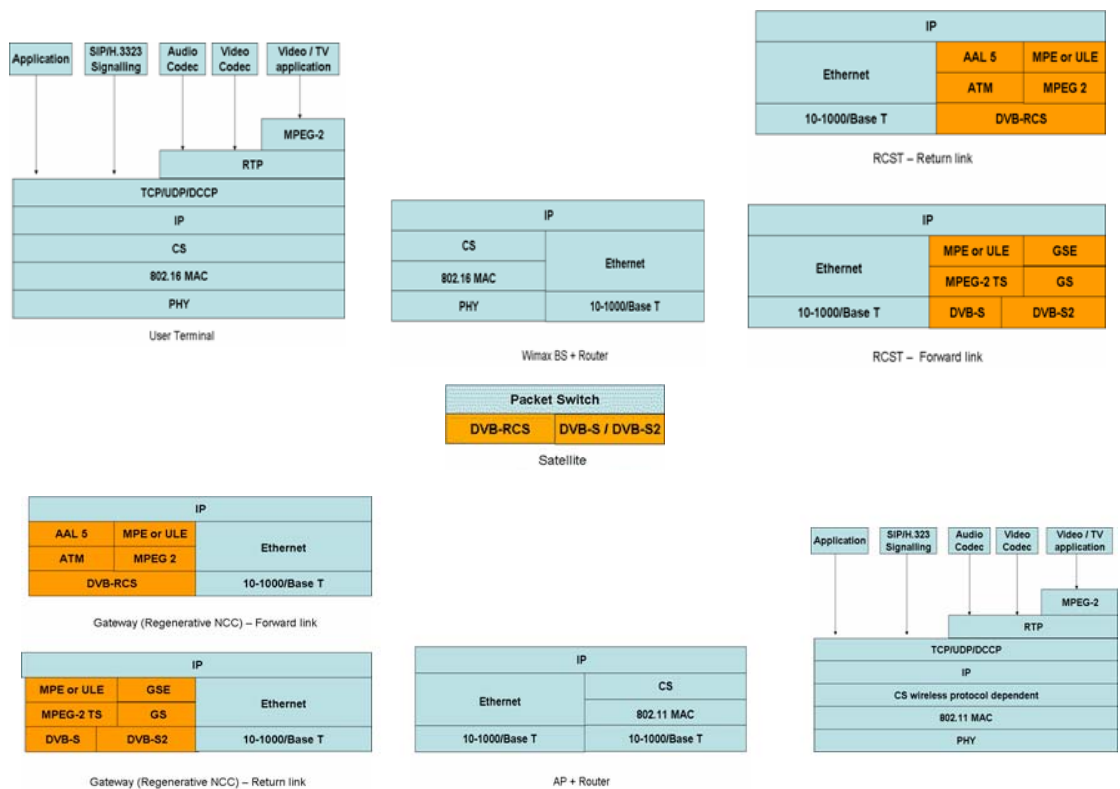 Application
SIP/H.3323
Signalling
Audio
Codec
Video
Codec
Video / TV
application
MPEG-2
RTP
TCP/UDP/DCCP
IP
CS
802.16 MAC
PHY
User Terminal
IP
CS
802.16 MAC
PHY
Ethernet
10-1000/Base T
Wimax BS + Router
IP
Ethernet
10-1000/Base T
AAL 5
MPE or ULE
ATM
MPEG 2
DVB-RCS
RCST – Return link
IP
Ethernet
10-1000/Base T
MPE or ULE
GSE
MPEG-2 TS
GS
DVB-S
DVB-S2
RCST – Forward link
Packet Switch
DVB-RCS
DVB-S / DVB-S2
Satellite
IP
AAL 5
MPE or ULE
ATM
MPEG 2
DVB-RCS
Ethernet
10-1000/Base T
Gateway (Regenerative NCC) – Forward link
IP
MPE or ULE
GSE
MPEG-2 TS
GS
DVB-S
DVB-S2
Ethernet
10-1000/Base T
Gateway (Regenerative NCC) – Return link
IP
Ethernet
10-1000/Base T
CS
802.11 MAC
10-1000/Base T
AP + Router
Application
SIP/H.323
Signalling
Audio
Codec
Video
Codec
Video / TV
application
MPEG-2
RTP
TCP/UDP/DCCP
IP
CS wireless protocol dependent
802.11 MAC
PHY